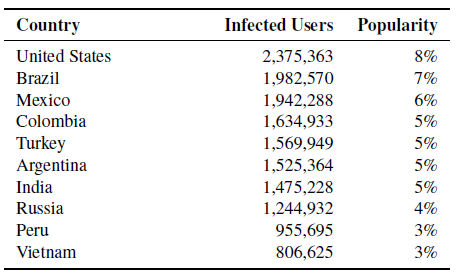 Country Infected Users Popularity
United States 2,375,363 8%
Brazil 1,982,570 7%
Mexico 1,942,288 6%
Colombia 1,634,933 5%
Turkey 1,569,949 5%
Argentina 1,525,364 5%
India 1,475,228 5%
Russia 1,244,932 4%
Peru 955,695 3%
Vietnam 806,625 3%